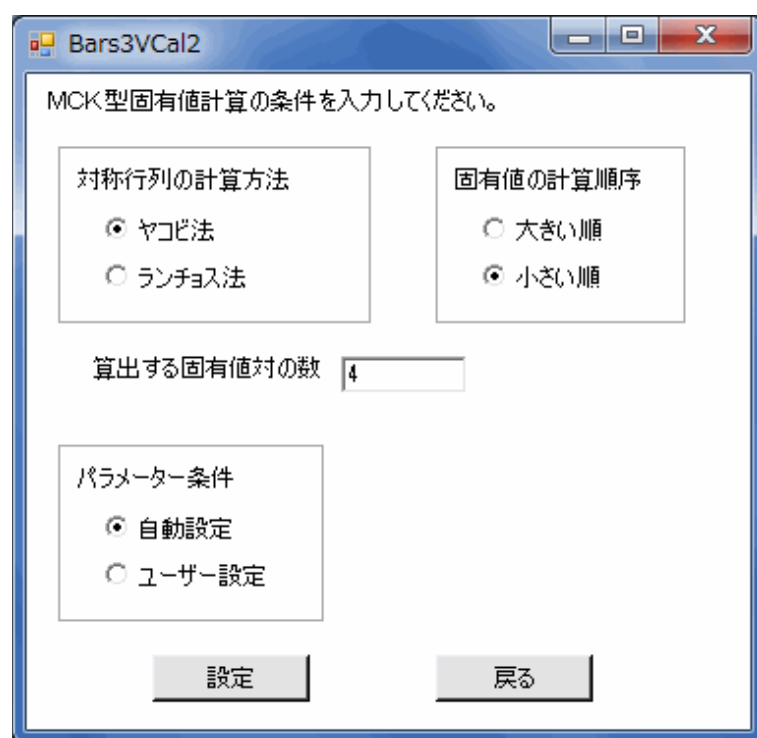 Bars3VCal2
MCK型固有値計算の条件を入力してください。
対称行列の計算方法
ヤコビ法
ランチョス法
固有値の計算順序
大きい順
小さい順
算出する固有値対の数 4
パラメーター条件
自動設定
ユーザー設定
設定 戻る